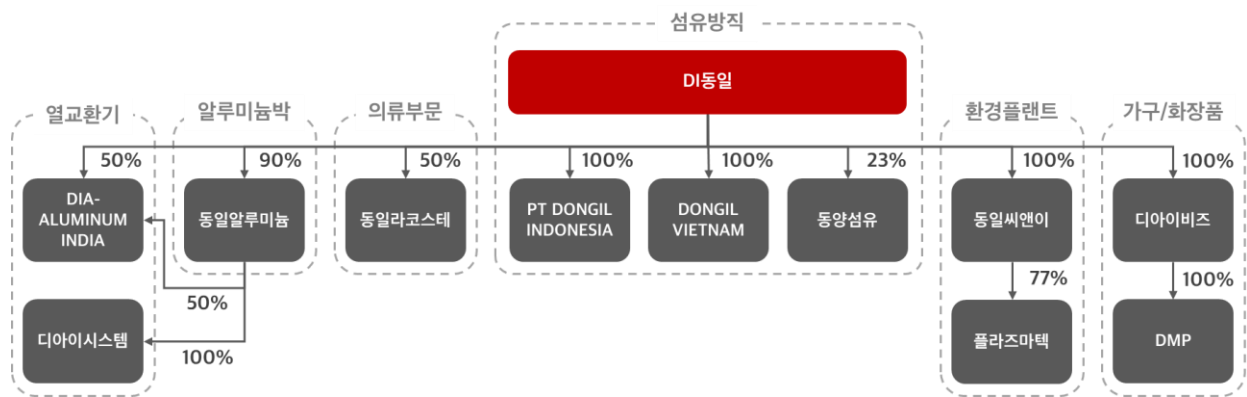 섬유방직
DI동일
열교환기
알루미늄박
의류부문
환경플랜트
가구/화장품
50%
90%
50%
100%
100%
23%
100%
100%
DIA-
ALUMINUM
INDIA
동일알루미늄
동일라코스테
PT DONGIL
INDONESIA
DONGIL
VIETNAM
동양섬유
동일씨앤이
디아이비즈
50%
77%
100%
디아이시스템
100%
플라즈마텍
DMP